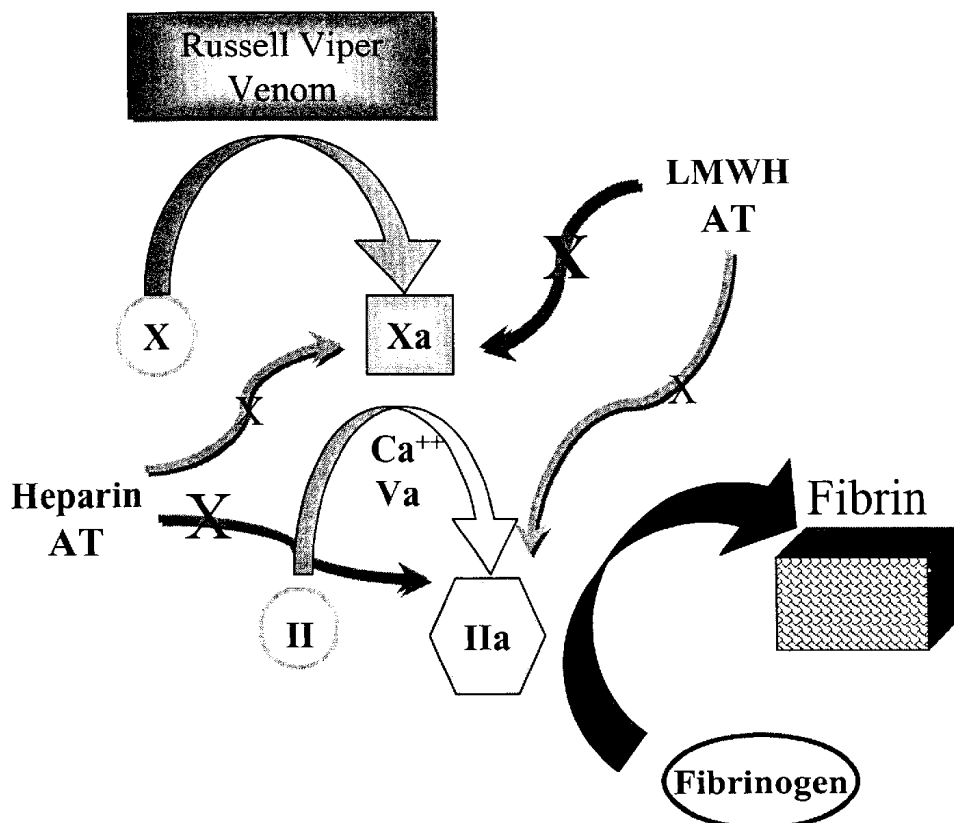 Russell Viper
Venom
LMWH
AT
X
X
Xa
X
X
Ca++
Va
Heparin
AT
X
Fibrin
II
IIa
Fibrinogen